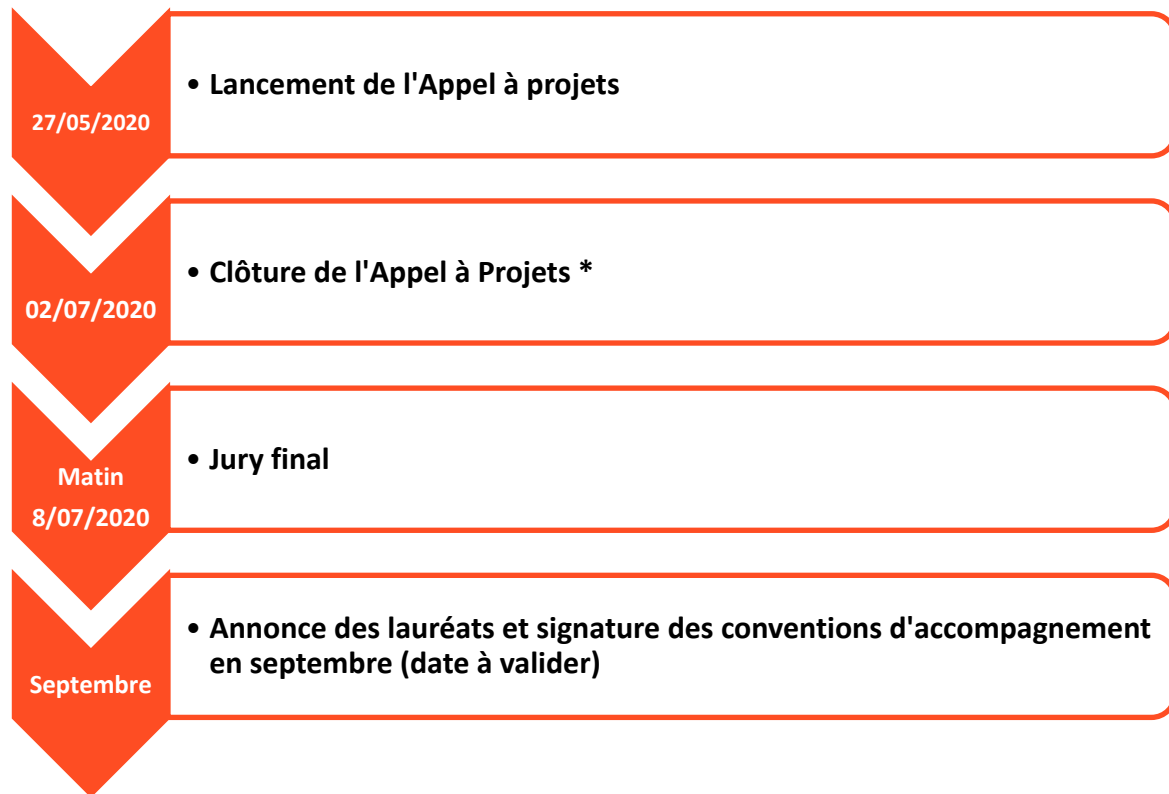 27/05/2020
• Lancement de l'Appel à projets
02/07/2020
• Clôture de l'Appel à Projets *
Matin
8/07/2020
• Jury final
Septembre
• Annonce des lauréats et signature des conventions d'accompagnement
en septembre (date à valider)